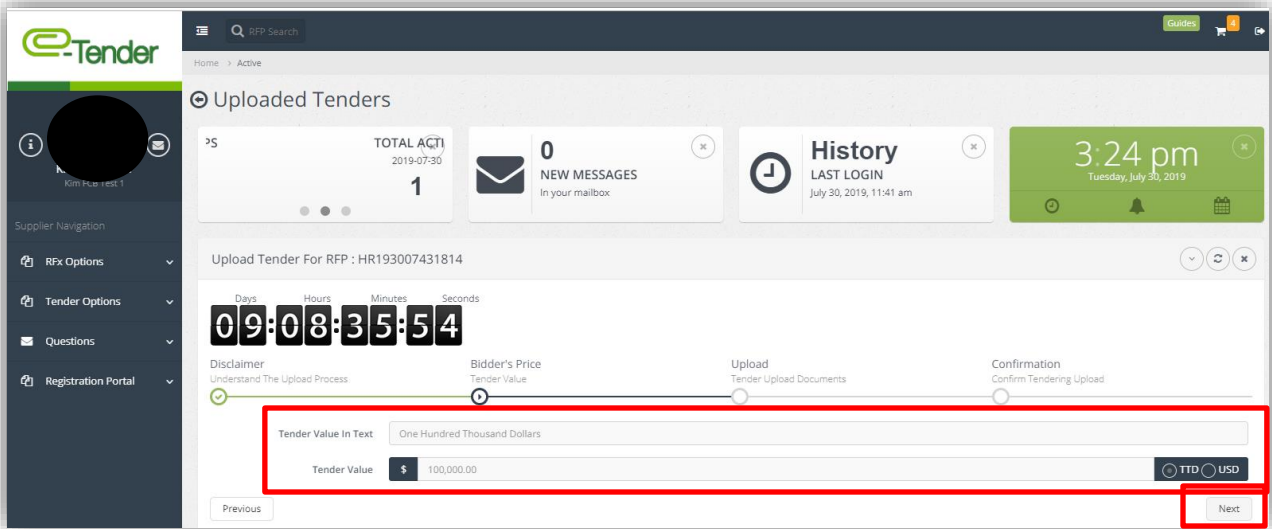 e-Tender
RFP Search
Guides
4
Home > Active
Uploaded Tenders
PS
TOTAL ACTI
2019-07-30
1
0
NEW MESSAGES
In your mailbox
History
LAST LOGIN
July 30, 2019, 11:41 am
3:24 pm
Tuesday, July 30, 2019
Kim FCB Test 1
Supplier Navigation
RFx Options
Tender Options
Questions
Registration Portal
Upload Tender For RFP : HR193007431814
Days Hours Minutes Seconds
09:08:35:54
Disclaimer
Understand The Upload Process
Bidder's Price
Tender Value
Upload
Tender Upload Documents
Confirmation
Confirm Tendering Upload
Tender Value In Text
One Hundred Thousand Dollars
Tender Value
$ 100,000.00
TTD USD
Previous
Next